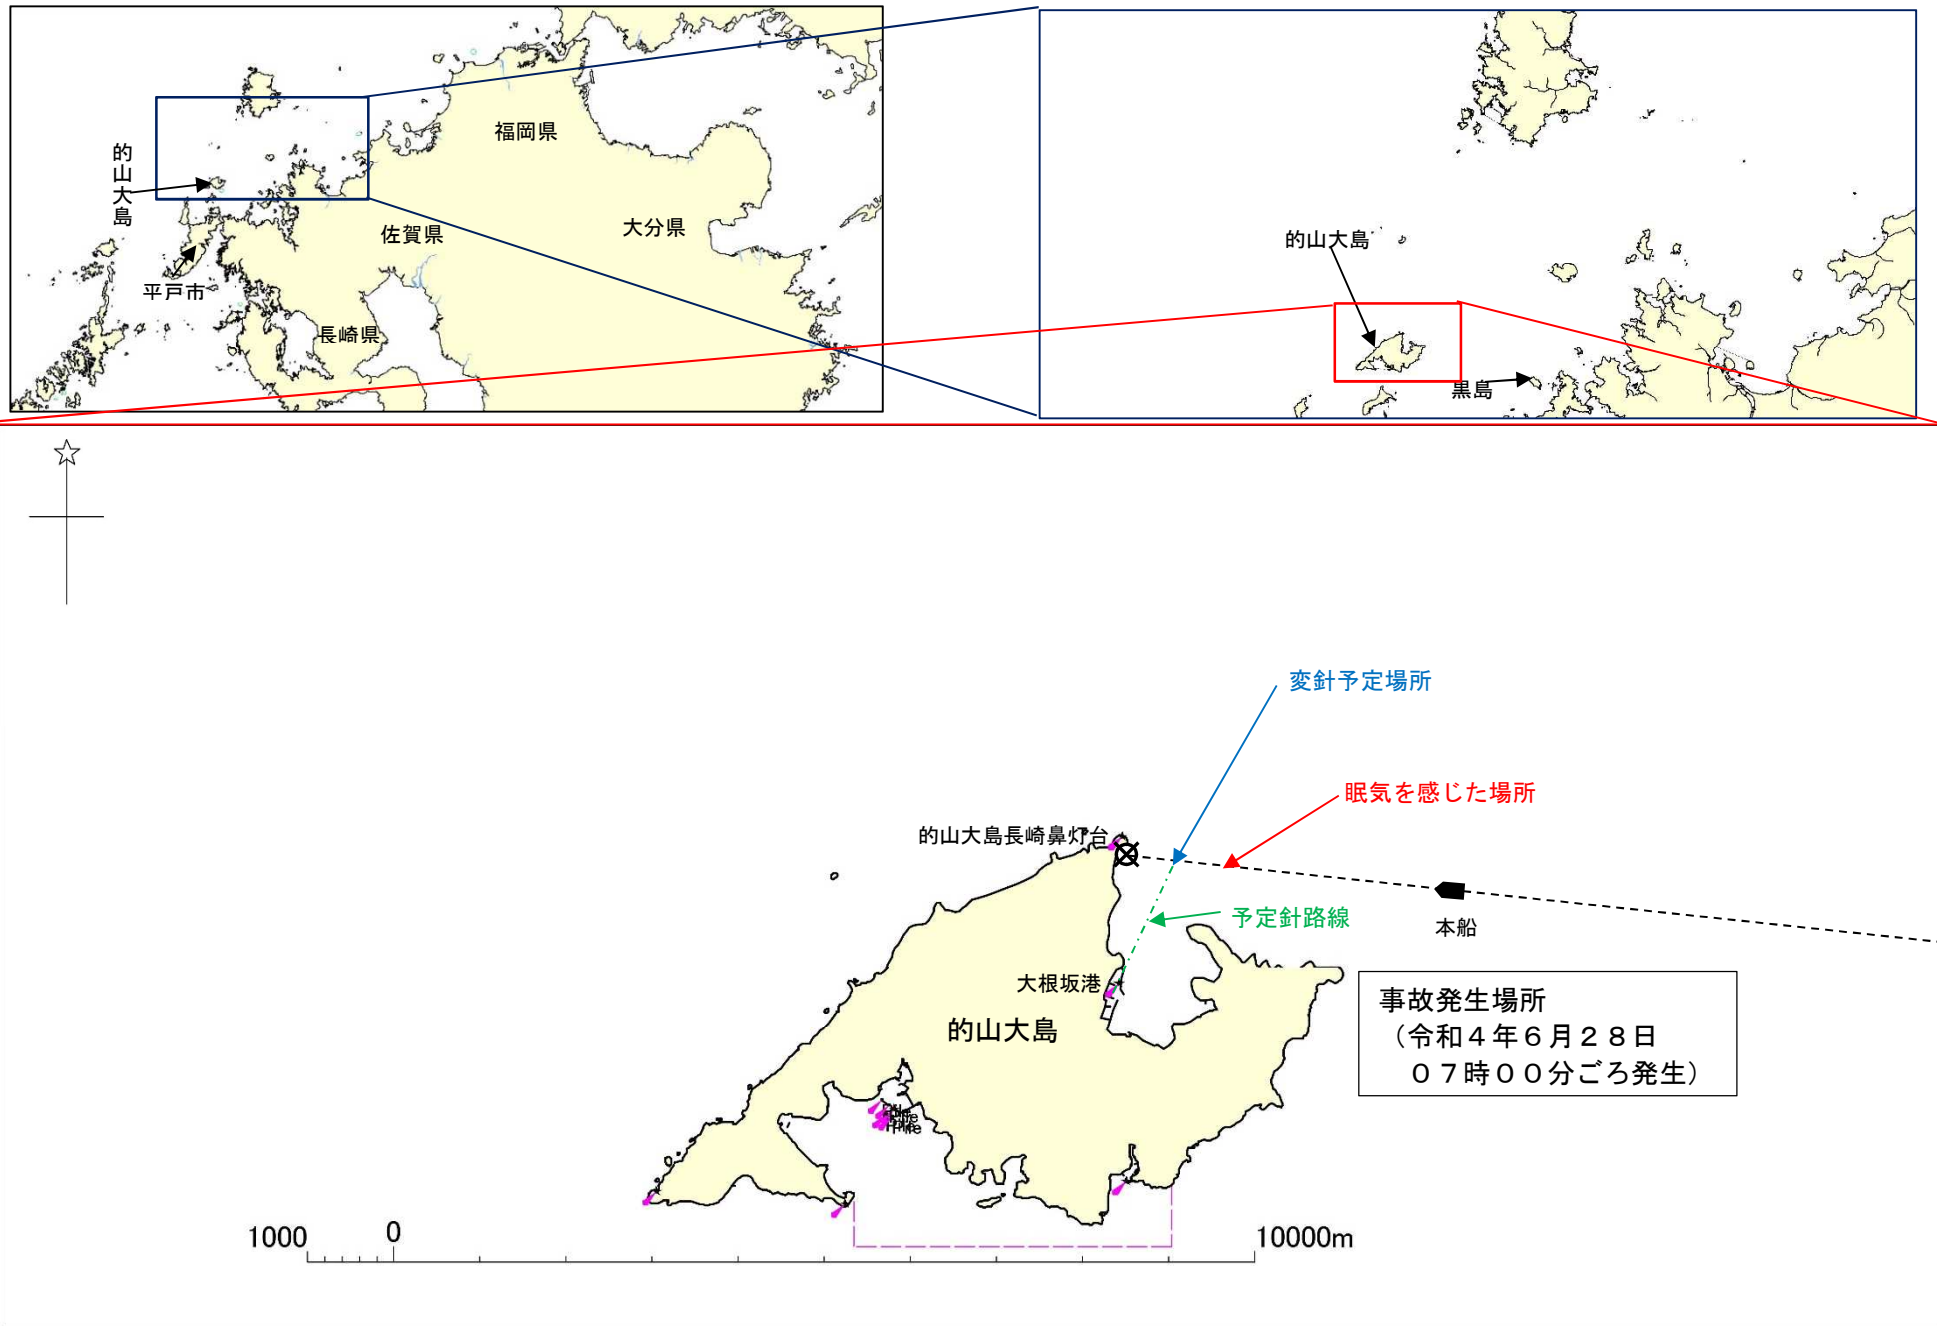 福岡県
的山大島
大分県
佐賀県
平戸市
長崎県
的山大島
黒島
変針予定場所
眠気を感じた場所
的山大島長崎鼻灯台
予定針路線
本船
大根坂港
的山大島
事故発生場所
（令和４年６月２８日
０７時００分ごろ発生）
1000
0
10000m